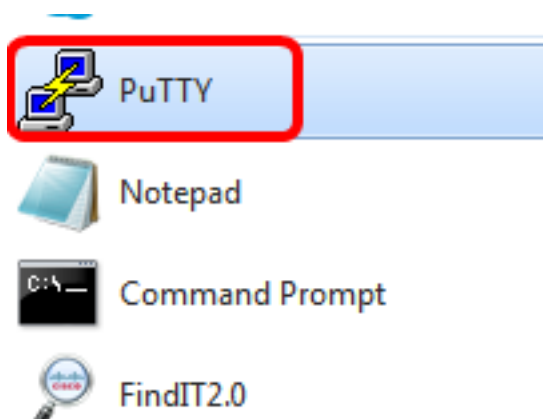 PuTTY
Notepad
C:\_
Command Prompt
FindIT2.0